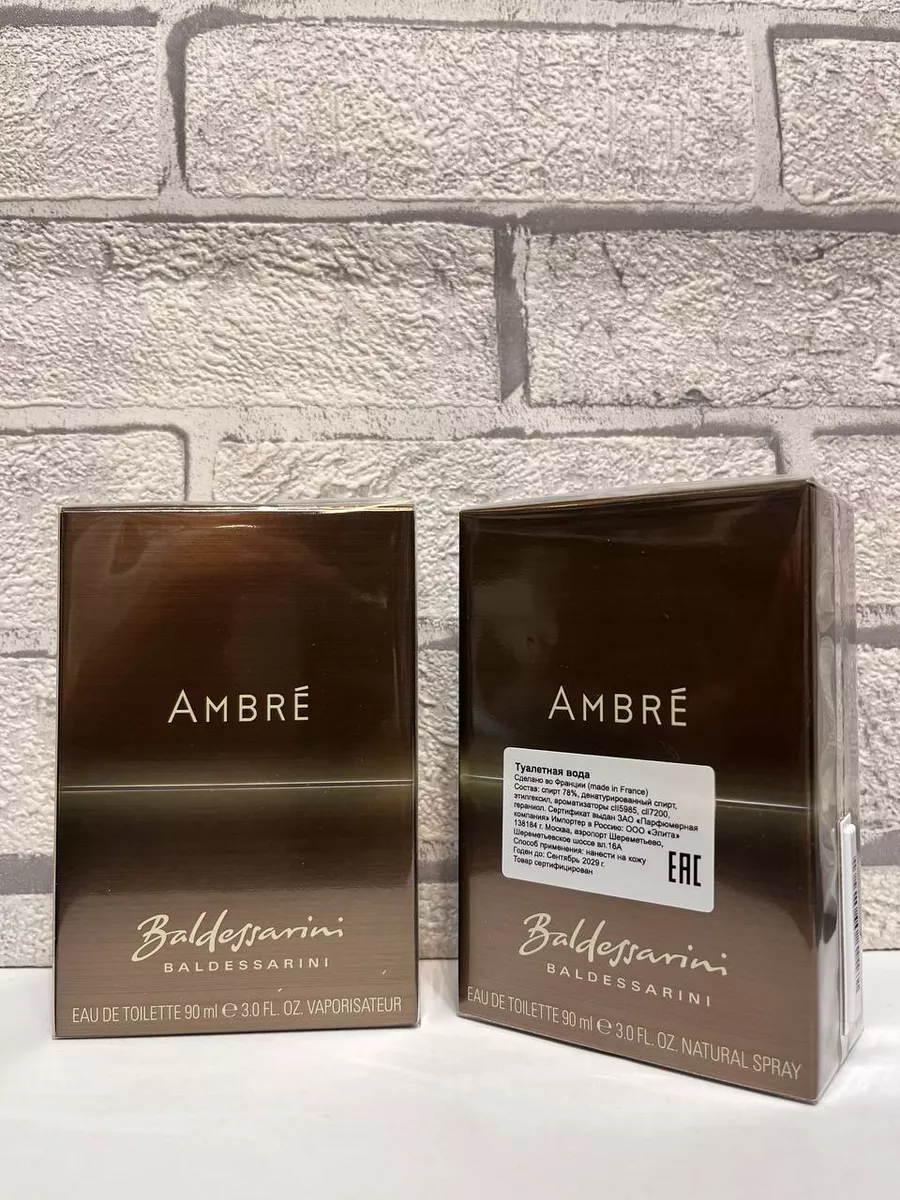 AMBRÉ
Baldessarini
BALDESSARINI
EAU DE TOILETTE 90 ml e 3.0 FL. OZ. VAPORISATEUR
AMBRÉ
Туалетная вода
Сделано во Франции (made in France)
Состав: спирт 78%, денатурированный спирт,
этилгексил, ароматизаторы cll5985, cll7200,
гераниол. Сертификат выдан ЗАО «Парфюмерная
компания» Импортер в Россию: ООО «Элита»
138184 г. Москва, аэропорт Шереметьево,
Шереметьевское шоссе вл.16А
Способ применения: нанести на кожу
Годен до: Сентябрь 2029 г.
Товар сертифицирован
EAC
Baldessarini
BALDESSARINI
EAU DE TOILETTE 90 ml e 3.0 FL. OZ. NATURAL SPRAY